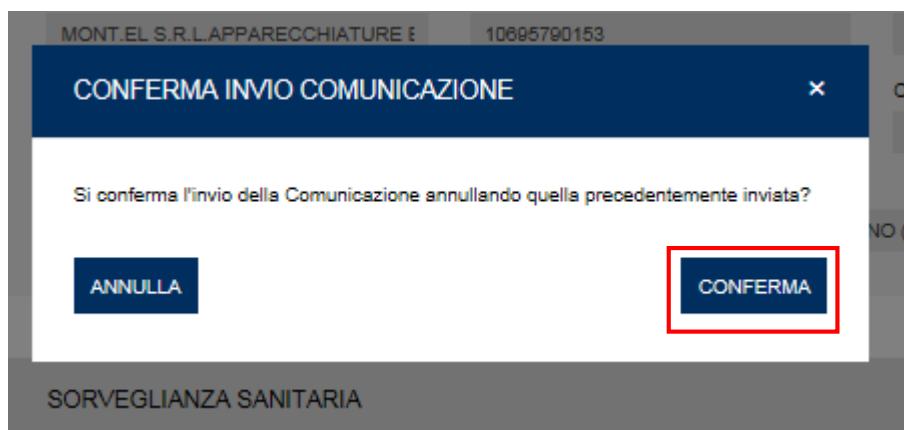 MONT.EL S.R.L.APPARECCHIATURE E 10695790153
CONFERMA INVIO COMUNICAZIONE ×
Si conferma l'invio della Comunicazione annullando quella precedentemente inviata?
NO (
ANNULLA CONFERMA
SORVEGLIANZA SANITARIA